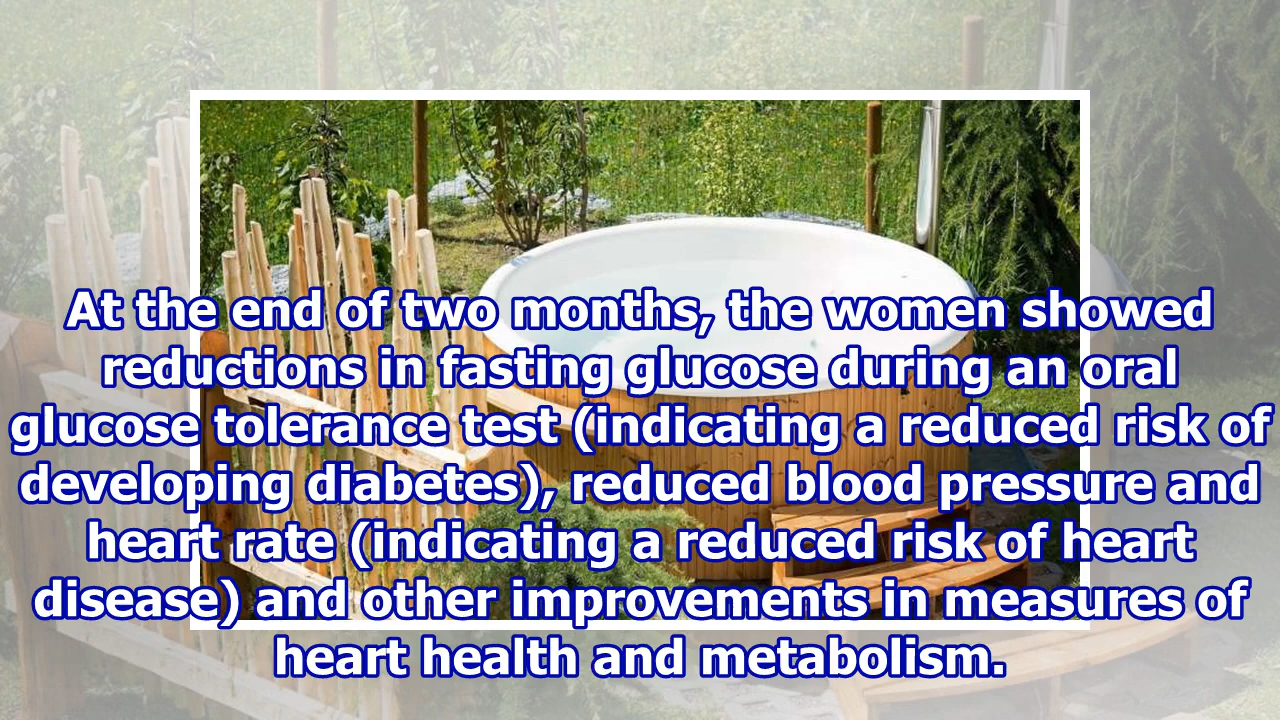 At the end of two months, the women showed
reductions in fasting glucose during an oral
glucose tolerance test (indicating a reduced risk of
developing diabetes), reduced blood pressure and
heart rate (indicating a reduced risk of heart
disease) and other improvements in measures of
heart health and metabolism.